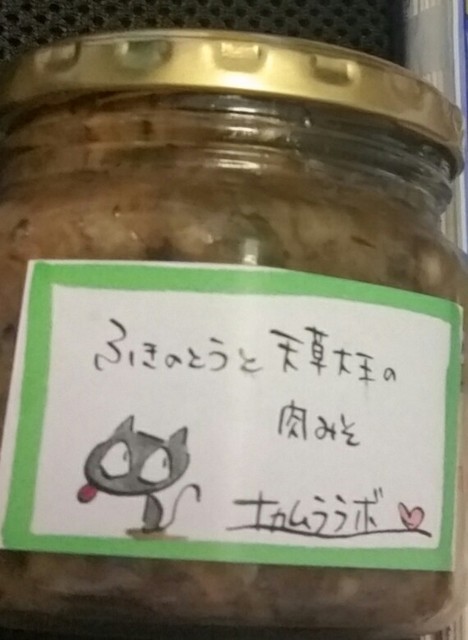 ふきのとうと天草大王の
肉みそ
ナカムララボ